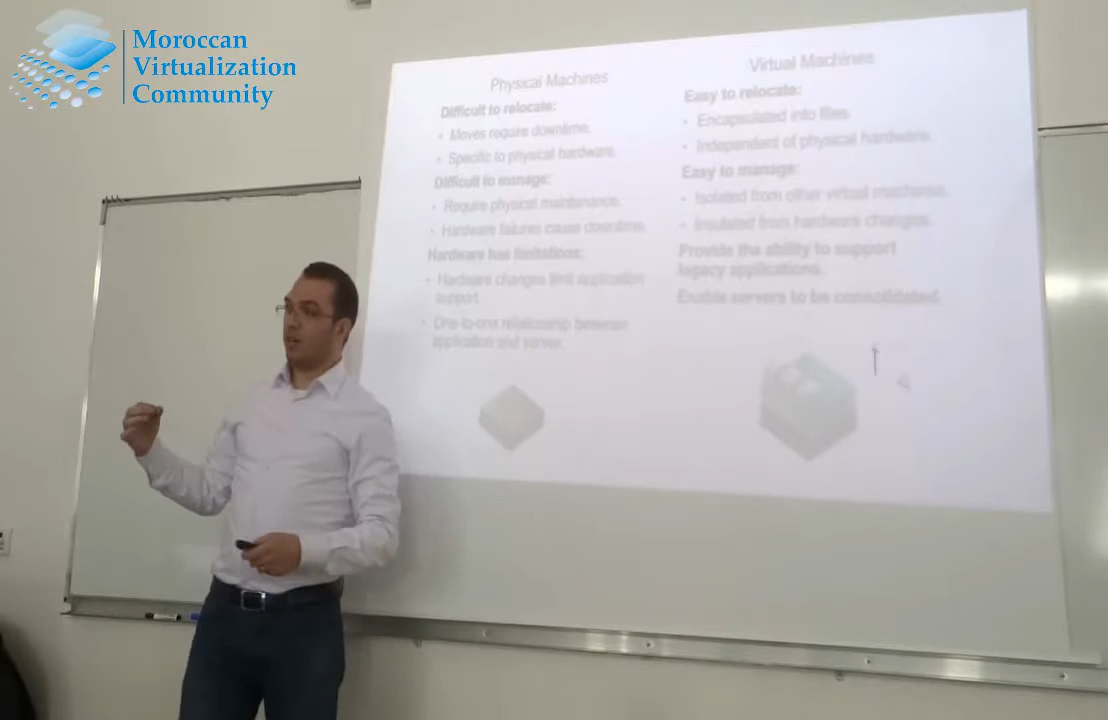 Moroccan
Virtualization
Community
Physical Machines
Difficult to relocate:
• Moves require downtime.
• Specific to physical hardware.
Difficult to manage:
• Require physical maintenance.
• Hardware failures cause downtime.
Hardware has limitations:
• Hardware changes limit application
support.
• One-to-one relationship between
application and server.
Virtual Machines
Easy to relocate:
• Encapsulated into files.
• Independent of physical hardware.
Easy to manage:
• Isolated from other virtual machines.
• Insulated from hardware changes.
Provide the ability to support
legacy applications.
Enable servers to be consolidated.